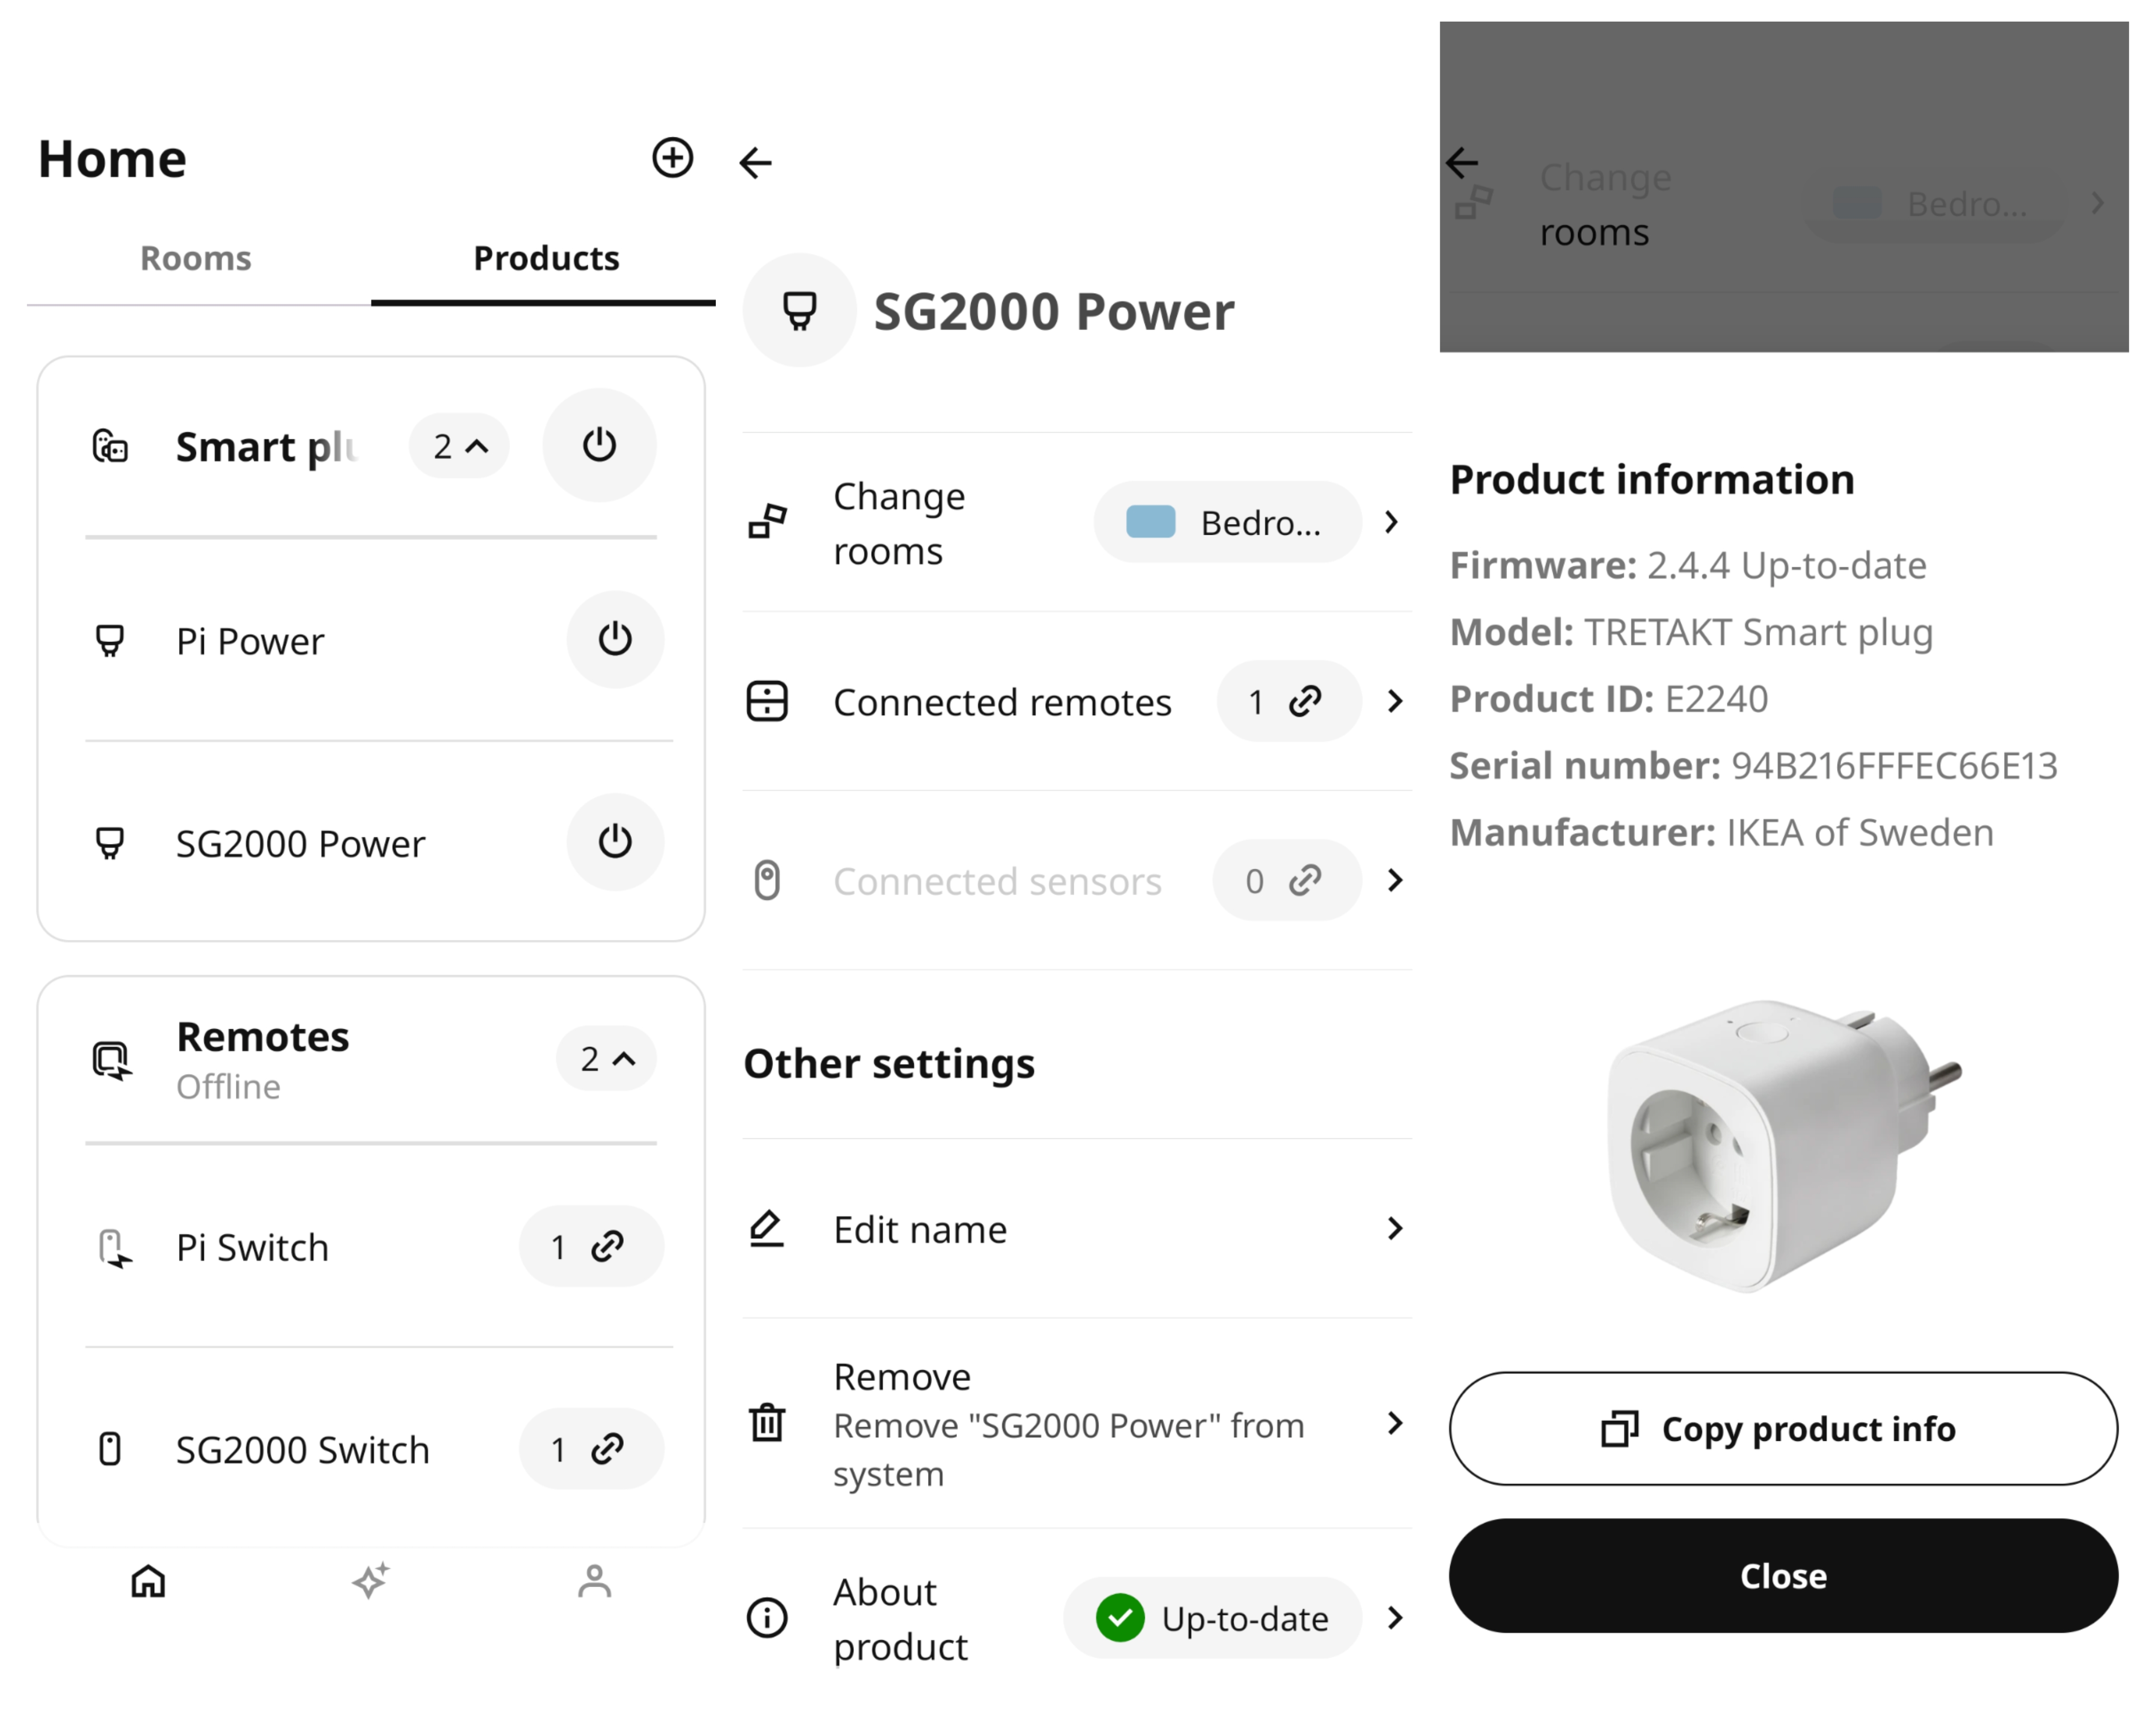 Home
Rooms
Products
Smart plu
2
Pi Power
SG2000 Power
Remotes
Offline
2
Pi Switch
1
SG2000 Switch
1
SG2000 Power
Change
rooms
Bedro...
Connected remotes
1
Connected sensors
0
Other settings
Edit name
Remove
Remove "SG2000 Power" from
system
About
product
Up-to-date
Change
rooms
Bedro...
Product information
Firmware: 2.4.4 Up-to-date
Model: TRETAKT Smart plug
Product ID: E2240
Serial number: 94B216FFFEC66E13
Manufacturer: IKEA of Sweden
Copy product info
Close